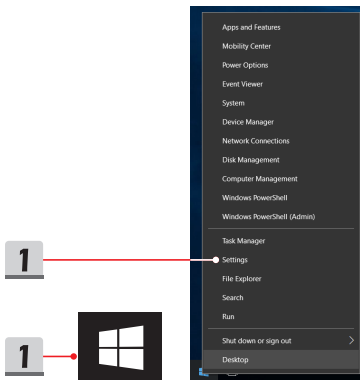 Apps and Features
Mobility Center
Power Options
Event Viewer
System
Device Manager
Network Connections
Disk Management
Computer Management
Windows PowerShell
Windows PowerShell (Admin)
Task Manager
1
Settings
File Explorer
Search
Run
Shut down or sign out
1
Desktop